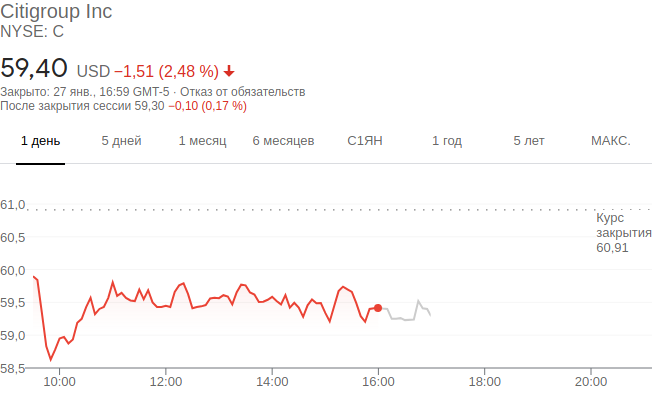 Citigroup Inc
NYSE: C
59,40 USD −1,51 (2,48 %)
Закрыто: 27 янв., 16:59 GMT-5 · Отказ от обязательств
После закрытия сессии 59,30 −0,10 (0,17 %)
1 день 5 дней 1 месяц 6 месяцев С1ЯН 1 год 5 лет МАКС.
61,0
Курс
закрытия
60,91
60,5
60,0
59,5
59,0
58,5
10:00 12:00 14:00 16:00 18:00 20:00